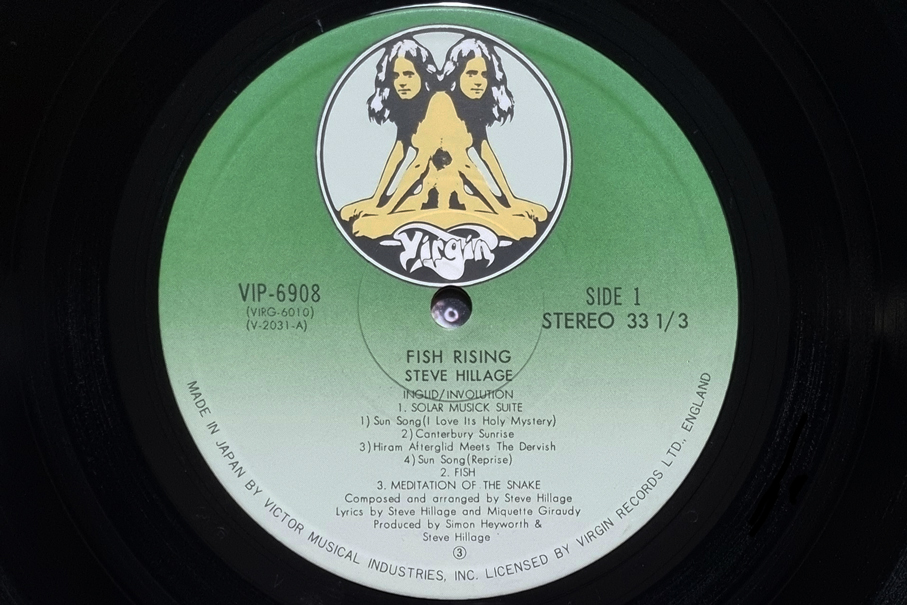 Virgin
VIP-6908
(VIRG-6010)
(V-2031-A)
SIDE 1
STEREO 33 1/3
FISH RISING
STEVE HILLAGE
INGLID/INVOLUTION
1. SOLAR MUSICK SUITE
1) Sun Song(I Love Its Holy Mystery)
2) Canterbury Sunrise
3) Hiram Afterglid Meets The Dervish
4) Sun Song(Reprise)
2. FISH
3. MEDITATION OF THE SNAKE
Composed and arranged by Steve Hillage
Lyrics by Steve Hillage and Miquette Giraudy
Produced by Simon Heyworth &
Steve Hillage
③
MADE IN JAPAN BY VICTOR MUSICAL INDUSTRIES, INC. LICENSED BY VIRGIN RECORDS LTD., ENGLAND